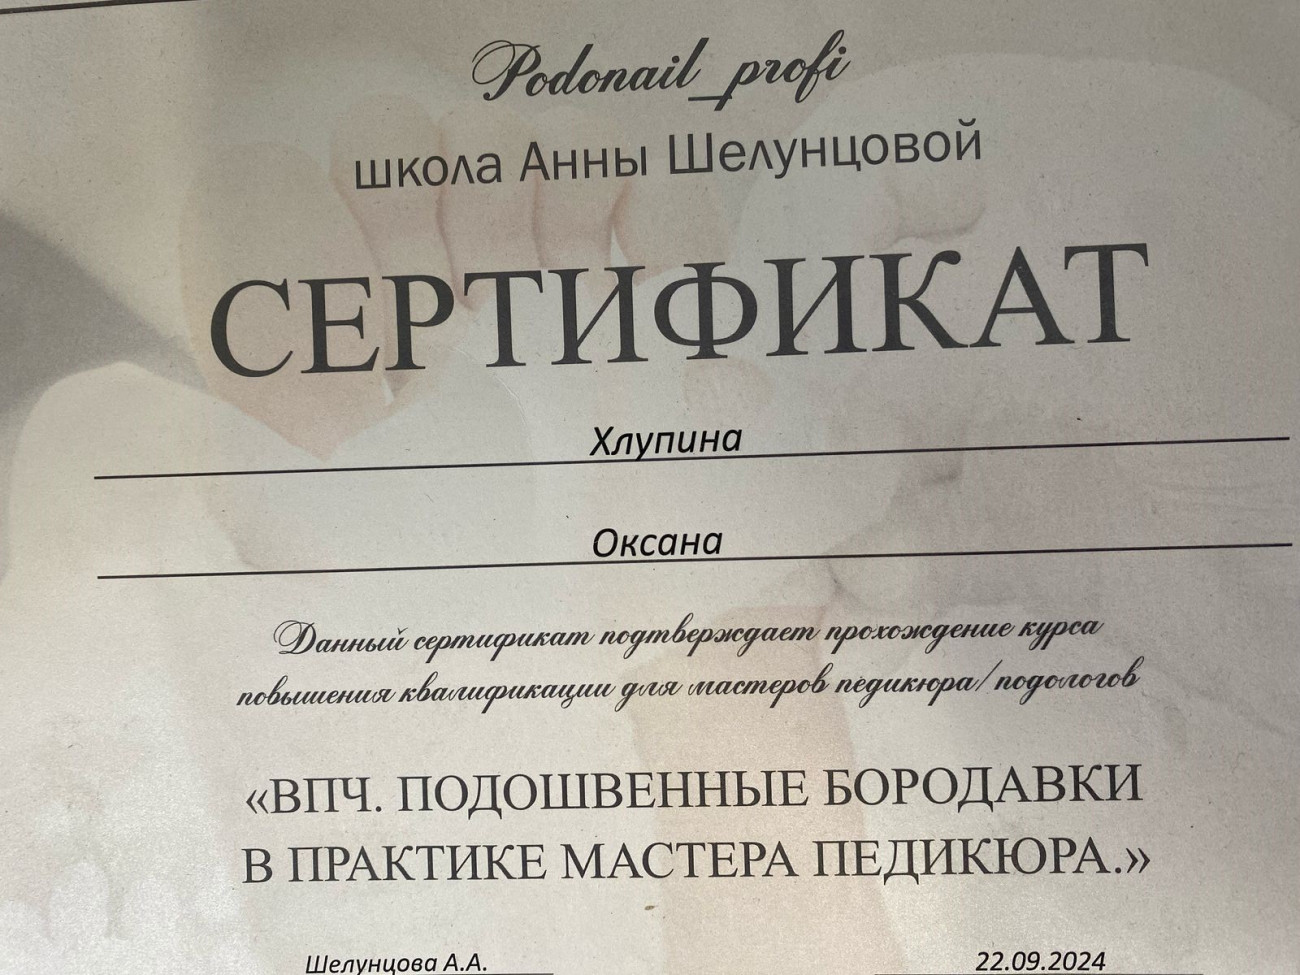 Podonail_profi
школа Анны Шелунцовой
СЕРТИФИКАТ
Хлупина
Оксана
Данный сертификат подтверждает прохождение курса
повышения квалификации для мастеров педикюра/подологов
«ВПЧ. ПОДОШВЕННЫЕ БОРОДАВКИ
В ПРАКТИКЕ МАСТЕРА ПЕДИКЮРА.»
Шелунцова А.А. 22.09.2024